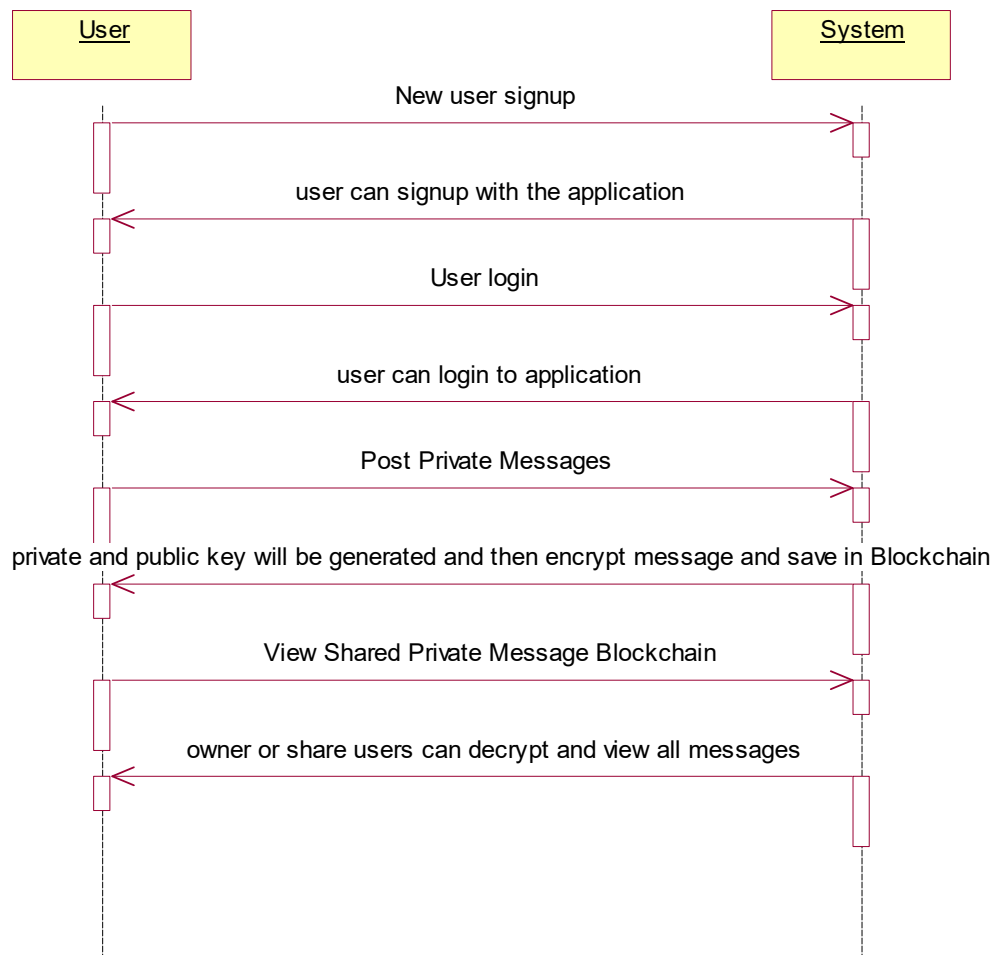 User
System
New user signup
user can signup with the application
User login
user can login to application
Post Private Messages
private and public key will be generated and then encrypt message and save in Blockchain
View Shared Private Message Blockchain
owner or share users can decrypt and view all messages